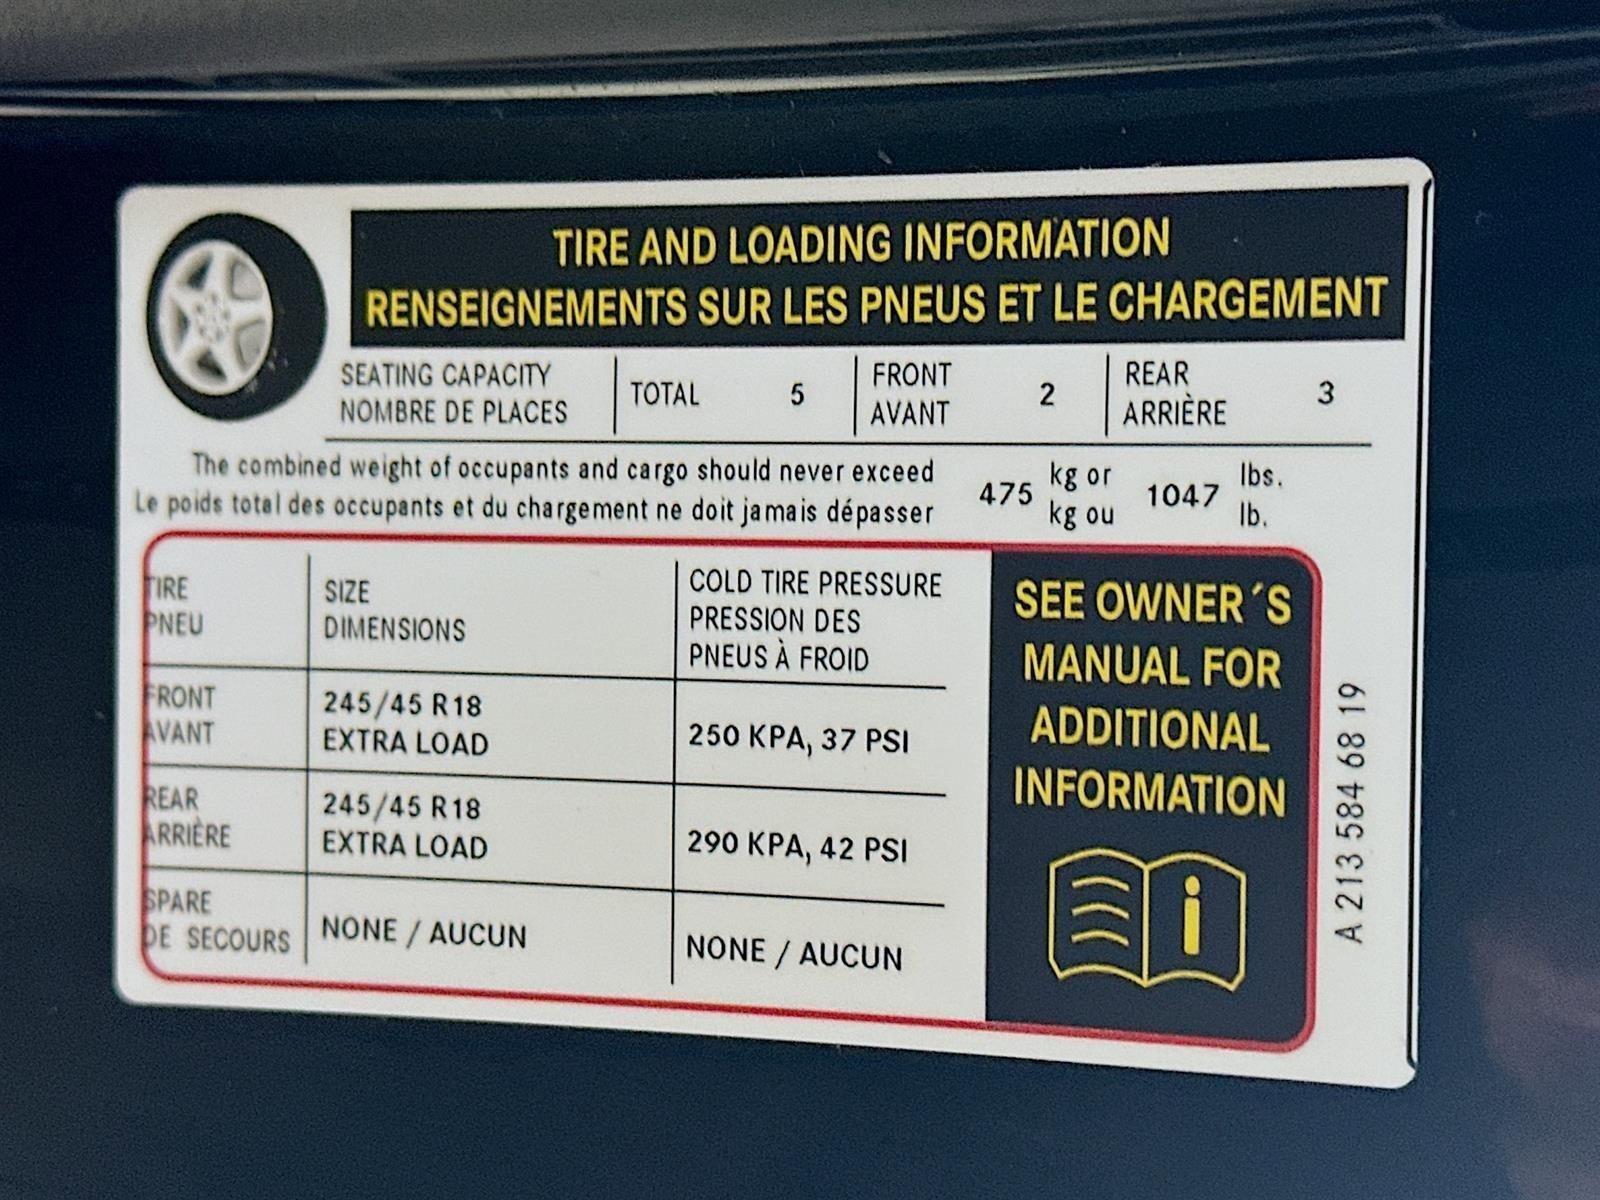 TIRE AND LOADING INFORMATION
RENSEIGNEMENTS SUR LES PNEUS ET LE CHARGEMENT
SEATING CAPACITY
NOMBRE DE PLACES
TOTAL 5
FRONT
AVANT
2
REAR
ARRIÈRE
3
The combined weight of occupants and cargo should never exceed
Le poids total des occupants et du chargement ne doit jamais dépasser
475
kg or
kg ou
1047
lbs.
lb.
TIRE
PNEU
SIZE
DIMENSIONS
COLD TIRE PRESSURE
PRESSION DES
PNEUS À FROID
FRONT
AVANT
245/45 R18
EXTRA LOAD
250 KPA, 37 PSI
REAR
ARRIÈRE
245/45 R18
EXTRA LOAD
290 KPA, 42 PSI
SPARE
DE SECOURS
NONE / AUCUN
NONE / AUCUN
SEE OWNER´S
MANUAL FOR
ADDITIONAL
INFORMATION
A 213 584 68 19